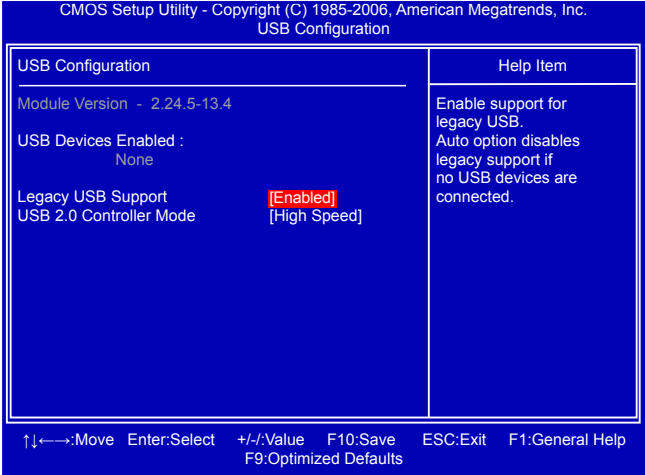 CMOS Setup Utility - Copyright (C) 1985-2006, American Megatrends, Inc.
USB Configuration
USB Configuration
Module Version - 2.24.5-13.4
USB Devices Enabled :
None
Legacy USB Support [Enabled]
USB 2.0 Controller Mode [High Speed]
Help Item
Enable support for
legacy USB.
Auto option disables
legacy support if
no USB devices are
connected.
↑↓←→:Move Enter:Select +/-/:Value F10:Save ESC:Exit F1:General Help
F9:Optimized Defaults